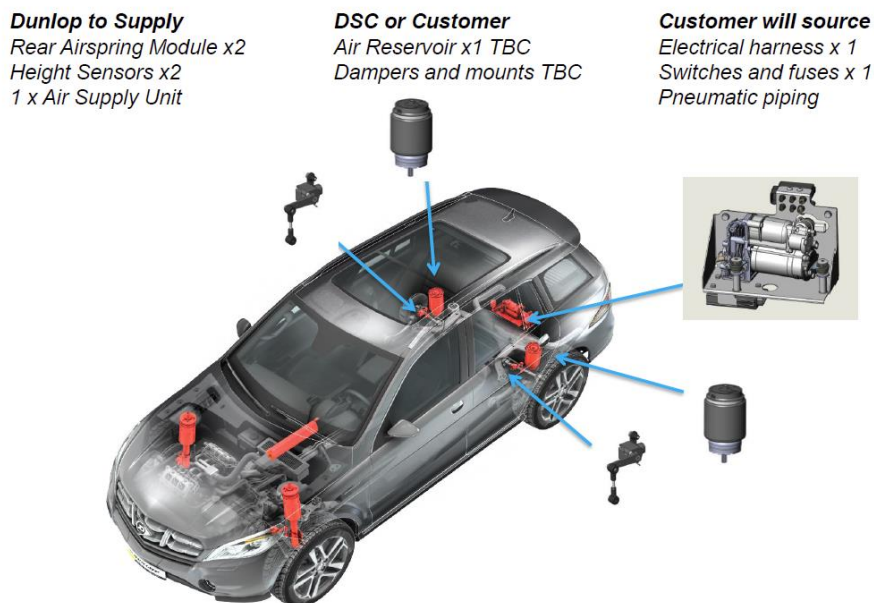 Dunlop to Supply
Rear Airspring Module x2
Height Sensors x2
1 x Air Supply Unit
DSC or Customer
Air Reservoir x1 TBC
Dampers and mounts TBC
Customer will source
Electrical harness x 1
Switches and fuses x 1
Pneumatic piping